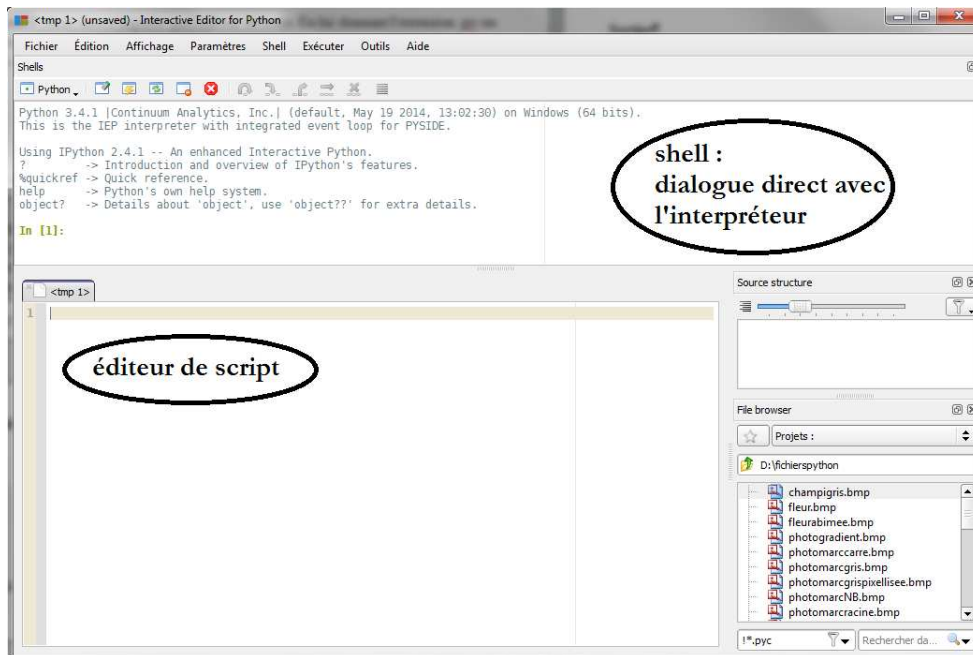 <tmp 1> (unsaved) - Interactive Editor for Python
Fichier Édition Affichage Paramètres Shell Exécuter Outils Aide
Shells
Python
Python 3.4.1 |Continuum Analytics, Inc.| (default, May 19 2014, 13:02:30) on Windows (64 bits).
This is the IEP interpreter with integrated event loop for PYSIDE.
Using IPython 2.4.1 -- An enhanced Interactive Python.
? -> Introduction and overview of IPython's features.
%quickref -> Quick reference.
help -> Python's own help system.
object? -> Details about 'object', use 'object??' for extra details.
In [1]:
shell :
dialogue direct avec
l'interpréteur
<tmp 1>
1
éditeur de script
Source structure
File browser
Projets :
D:\fichierspython
champigris.bmp
fleur.bmp
fleurabimee.bmp
photogradient.bmp
photomarccarre.bmp
photomarcgris.bmp
photomarcgrispixellisee.bmp
photomarcNB.bmp
photomarcracine.bmp
!*.pyc
Rechercher da...